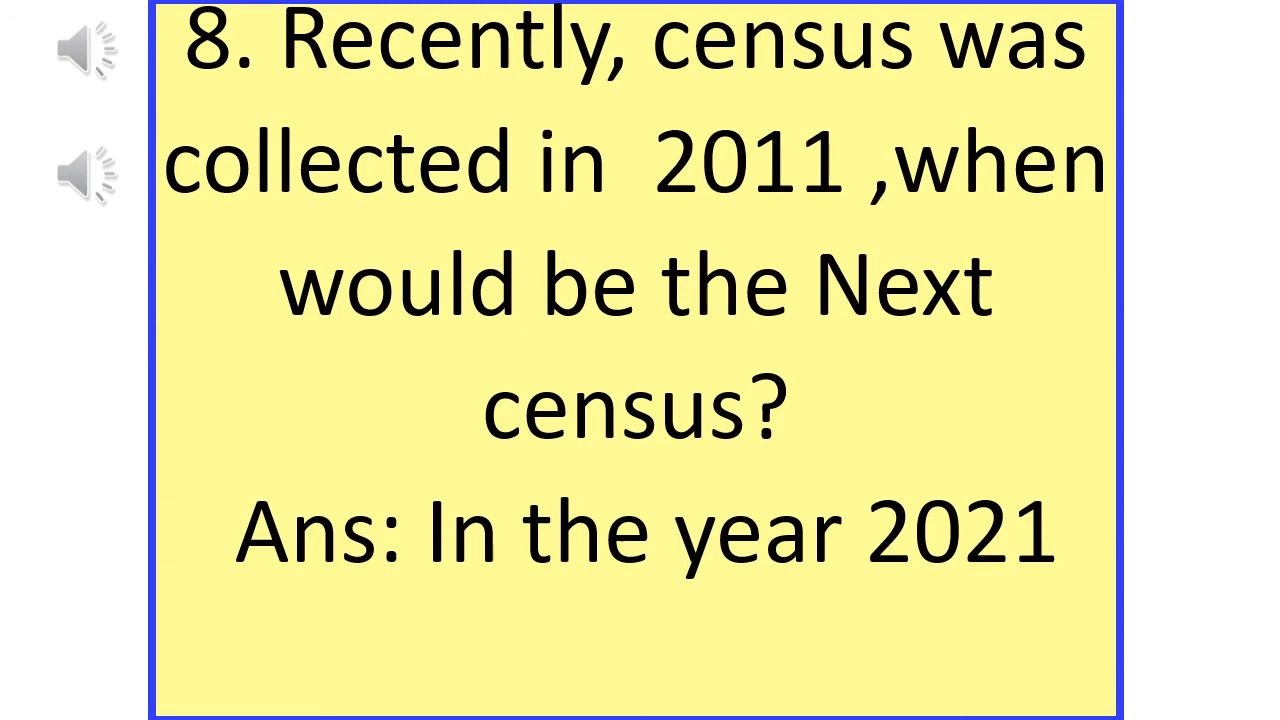 8. Recently, census was
collected in  2011 ,when
would be the Next
census?
Ans: In the year 2021